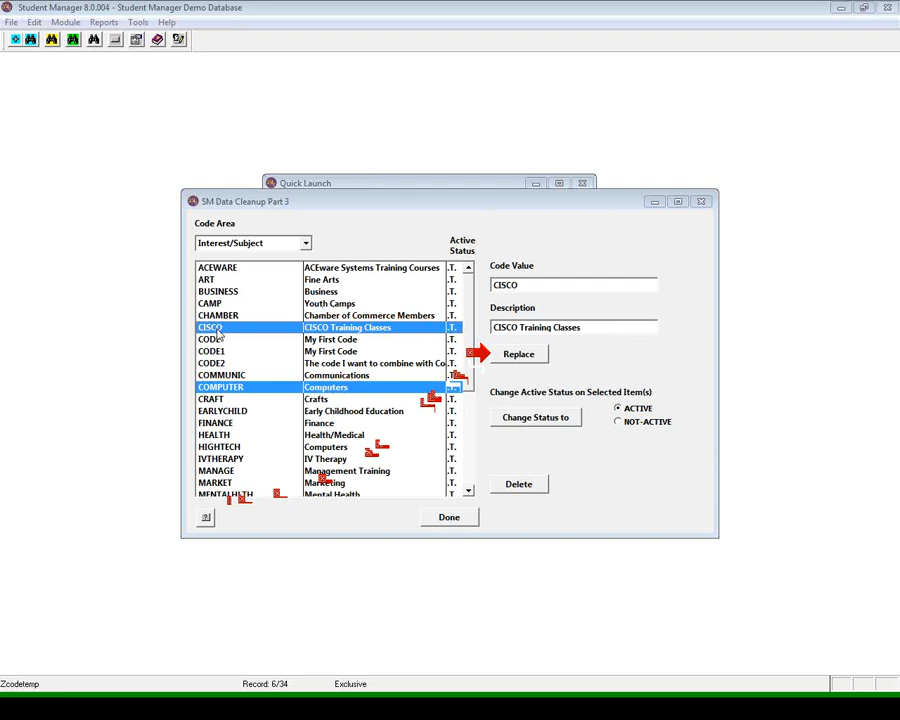 Student Manager 8.0.004 - Student Manager Demo Database
File Edit Module Reports Tools Help
Quick Launch
SM Data Cleanup Part 3
Code Area
Interest/Subject
Active
Status
ACEWARE ACEware Systems Training Courses .T.
ART Fine Arts .T.
BUSINESS Business .T.
CAMP Youth Camps .T.
CHAMBER Chamber of Commerce Members .T.
CISCO CISCO Training Classes .T.
My First Code .T.
CODE1 My First Code .T.
CODE2 The code I want to combine with Co .T.
COMMUNIC Communications
COMPUTER Computers
CRAFT Crafts .T.
EARLYCHILD Early Childhood Education .T.
FINANCE Finance .T.
HEALTH Health/Medical .T.
HIGHTECH Computers .T.
IVTHERAPY IV Therapy .T.
MANAGE Management Training .T.
MARKET Marketing .T.
MENTALHLTH Mental Health .T.
Code Value
CISCO
Description
CISCO Training Classes
Replace
Change Active Status on Selected Item(s)
Change Status to
ACTIVE
NOT-ACTIVE
Delete
?
Done
Zcodetemp Record: 6/34 Exclusive